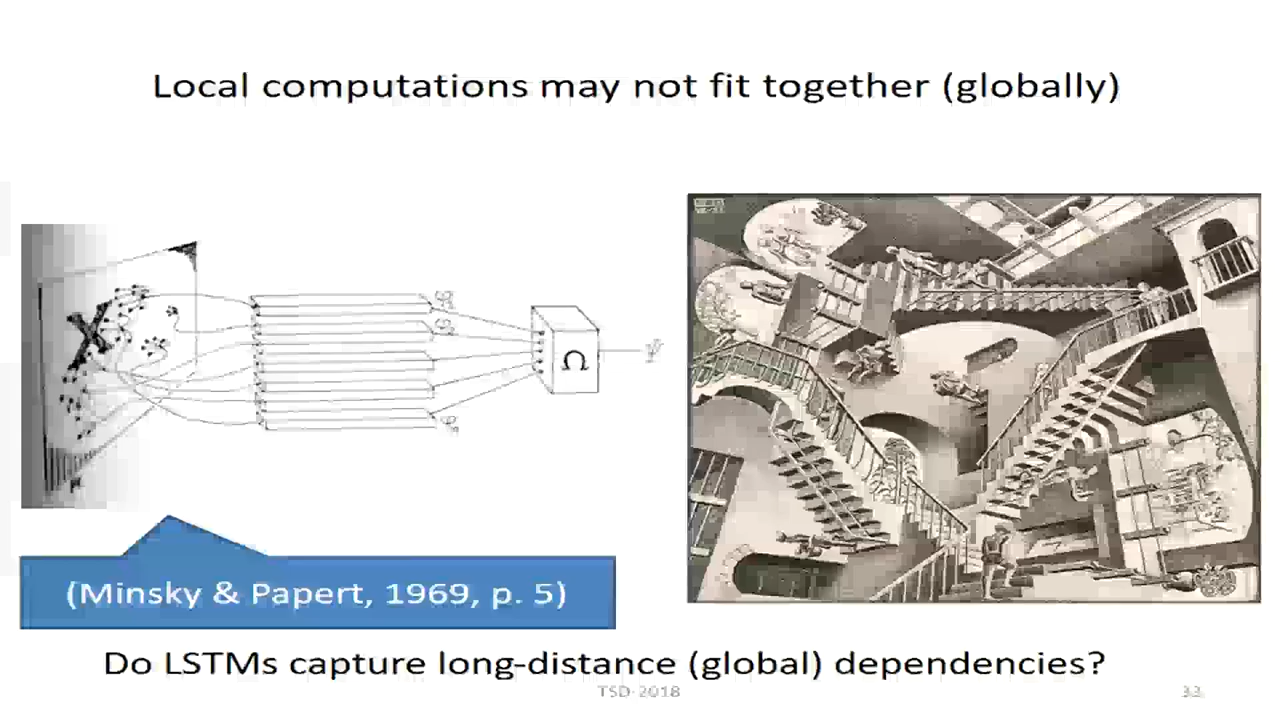 Local computations may not fit together (globally)
Ω
(Minsky & Papert, 1969, p. 5)
Do LSTMs capture long-distance (global) dependencies?
TSD-2018
33